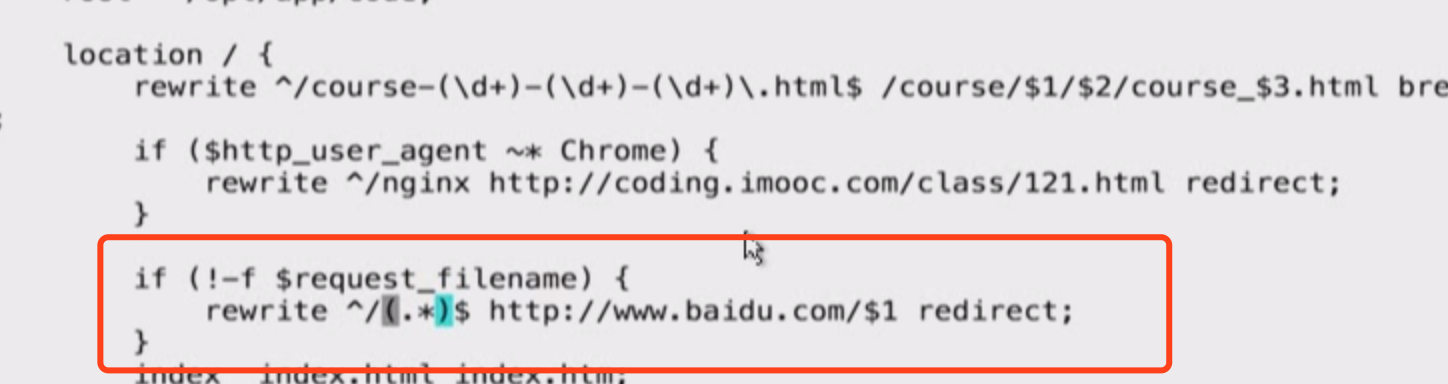 location / {
rewrite ^/course-(\d+)-(\d+)-(\d+)\.html$ /course/$1/$2/course_$3.html bre
if ($http_user_agent ~* Chrome) {
rewrite ^/nginx http://coding.imooc.com/class/121.html redirect;
}
if (!-f $request_filename) {
rewrite ^/(.*)$ http://www.baidu.com/$1 redirect;
}
index index.html index.htm;